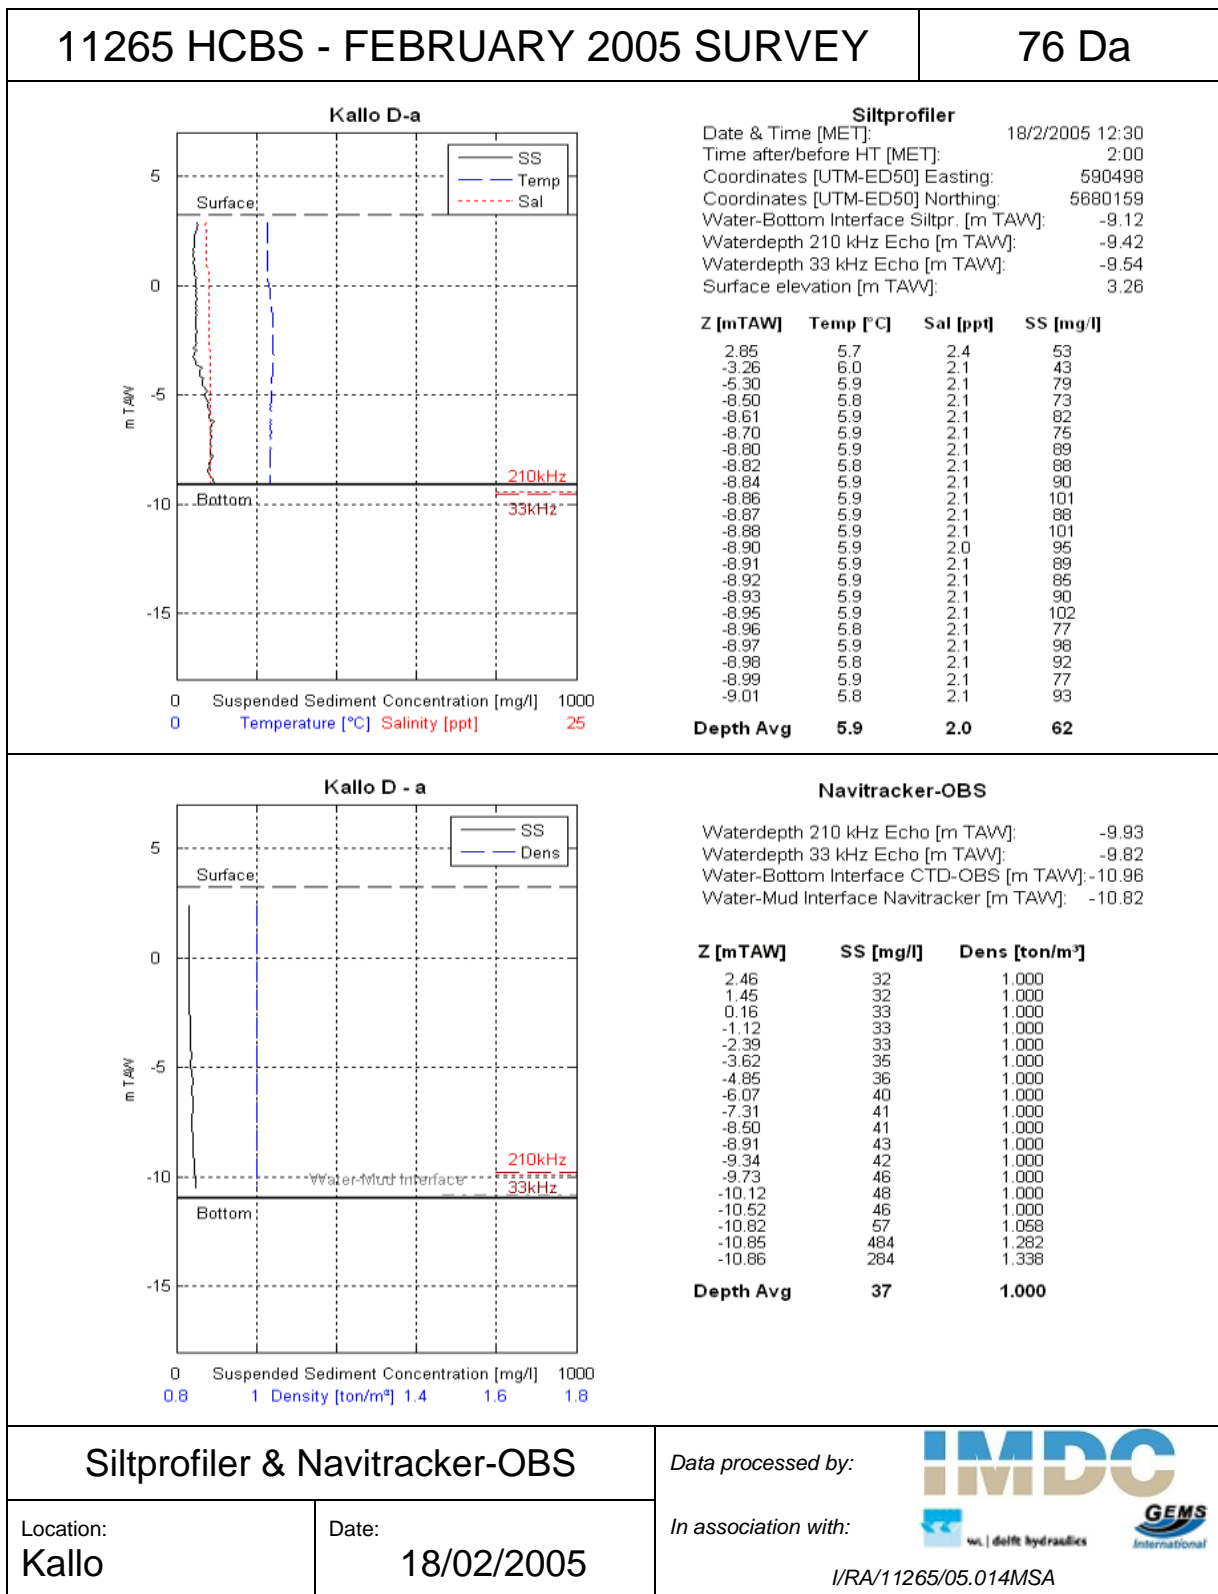 11265 HCBS - FEBRUARY 2005 SURVEY
76 Da
Kallo D-a
SS
Temp
Sal
5
0
-5
-10
-15
m TAW
Surface
Bottom
210kHz
33kHz
0 Suspended Sediment Concentration [mg/l] 1000
0 Temperature [°C] Salinity [ppt] 25
Siltprofiler
Date & Time [MET]: 18/2/2005 12:30
Time after/before HT [MET]: 2:00
Coordinates [UTM-ED50] Easting: 590498
Coordinates [UTM-ED50] Northing: 5680159
Water-Bottom Interface Siltpr. [m TAW]: -9.12
Waterdepth 210 kHz Echo [m TAW]: -9.42
Waterdepth 33 kHz Echo [m TAW]: -9.54
Surface elevation [m TAW]: 3.26
Z [mTAW] Temp [°C] Sal [ppt] SS [mg/l]
2.85 5.7 2.4 53
-3.26 6.0 2.1 43
-5.30 5.9 2.1 79
-8.50 5.8 2.1 73
-8.61 5.9 2.1 82
-8.70 5.9 2.1 75
-8.80 5.9 2.1 89
-8.82 5.8 2.1 88
-8.84 5.9 2.1 90
-8.86 5.9 2.1 101
-8.87 5.9 2.1 88
-8.88 5.9 2.1 101
-8.90 5.9 2.0 95
-8.91 5.9 2.1 89
-8.92 5.9 2.1 85
-8.93 5.9 2.1 90
-8.95 5.9 2.1 102
-8.96 5.8 2.1 77
-8.97 5.9 2.1 98
-8.98 5.8 2.1 92
-8.99 5.9 2.1 77
-9.01 5.8 2.1 93
Depth Avg 5.9 2.0 62
Kallo D - a
SS
Dens
5
0
-5
-10
-15
m TAW
Surface
Water-Mud Interface
Bottom
210kHz
33kHz
0 Suspended Sediment Concentration [mg/l] 1000
0.8 1 Density [ton/m³] 1.4 1.6 1.8
Navitracker-OBS
Waterdepth 210 kHz Echo [m TAW]: -9.93
Waterdepth 33 kHz Echo [m TAW]: -9.82
Water-Bottom Interface CTD-OBS [m TAW]: -10.96
Water-Mud Interface Navitracker [m TAW]: -10.82
Z [mTAW] SS [mg/l] Dens [ton/m³]
2.46 32 1.000
1.45 32 1.000
0.16 33 1.000
-1.12 33 1.000
-2.39 33 1.000
-3.62 35 1.000
-4.85 36 1.000
-6.07 40 1.000
-7.31 41 1.000
-8.50 41 1.000
-8.91 43 1.000
-9.34 42 1.000
-9.73 46 1.000
-10.12 48 1.000
-10.52 46 1.000
-10.82 57 1.058
-10.85 484 1.282
-10.86 284 1.338
Depth Avg 37 1.000
Siltprofiler & Navitracker-OBS
Location:
Kallo
Date:
18/02/2005
Data processed by:
IMDC
In association with:
wL | delft hydraulics
GEMS
International
I/RA/11265/05.014MSA